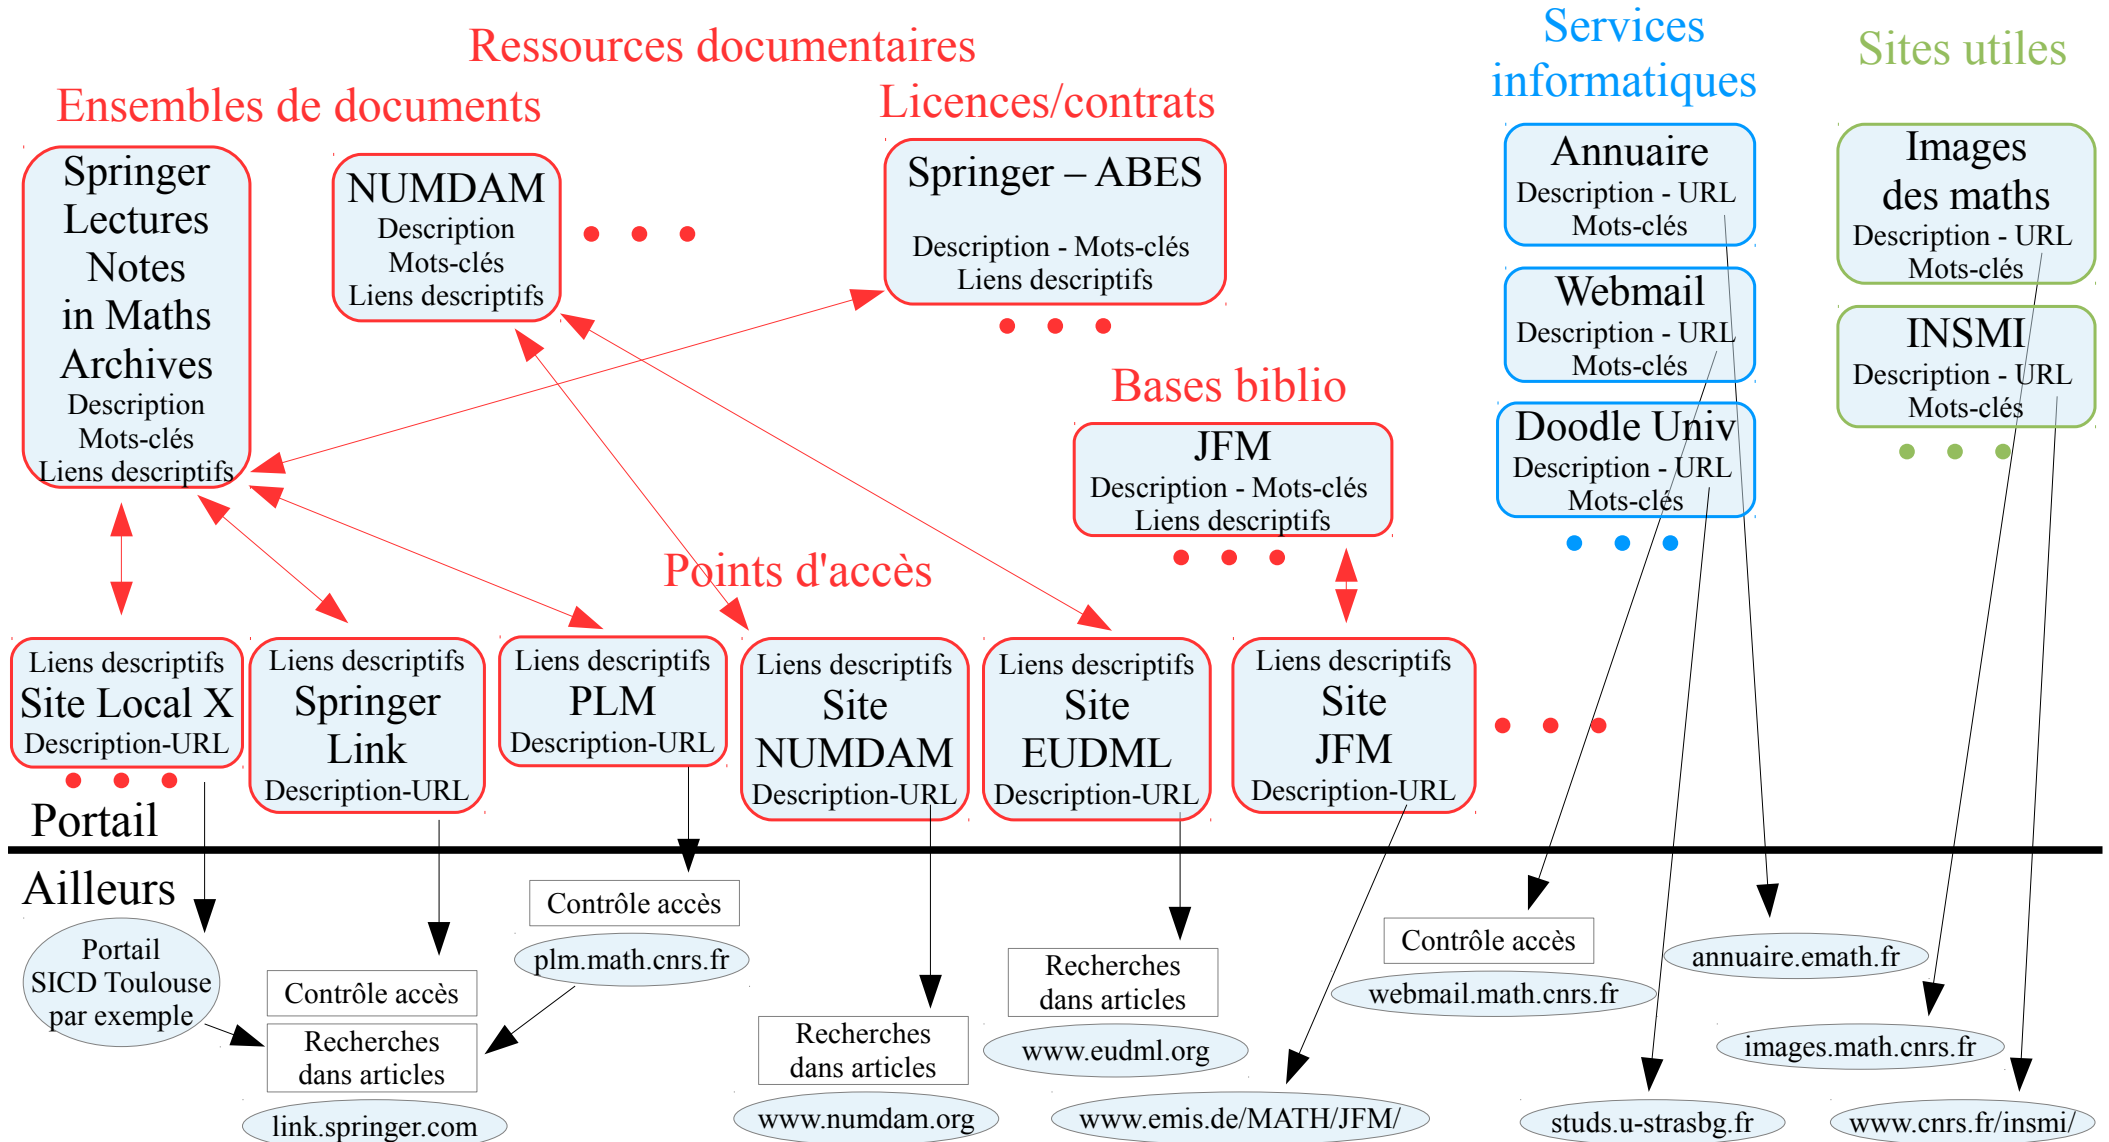 Ressources documentaires
Services
informatiques
Sites utiles
Ensembles de documents
Licences/contrats
Springer
Lectures
Notes
in Maths
Archives
Description
Mots-clés
Liens descriptifs
NUMDAM
Description
Mots-clés
Liens descriptifs
Springer – ABES
Description - Mots-clés
Liens descriptifs
Annuaire
Description - URL
Mots-clés
Webmail
Description - URL
Mots-clés
Doodle Univ
Description - URL
Mots-clés
Images
des maths
Description - URL
Mots-clés
INSMI
Description - URL
Mots-clés
Bases biblio
JFM
Description - Mots-clés
Liens descriptifs
Points d'accès
Liens descriptifs
Site Local X
Description-URL
Liens descriptifs
Springer
Link
Description-URL
Liens descriptifs
PLM
Description-URL
Liens descriptifs
Site
NUMDAM
Description-URL
Liens descriptifs
Site
EUDML
Description-URL
Liens descriptifs
Site
JFM
Description-URL
Portail
Ailleurs
Portail
SICD Toulouse
par exemple
Contrôle accès
Recherches
dans articles
link.springer.com
Contrôle accès
plm.math.cnrs.fr
Recherches
dans articles
www.numdam.org
Recherches
dans articles
www.eudml.org
www.emis.de/MATH/JFM/
Contrôle accès
webmail.math.cnrs.fr
annuaire.emath.fr
studs.u-strasbg.fr
images.math.cnrs.fr
www.cnrs.fr/insmi/